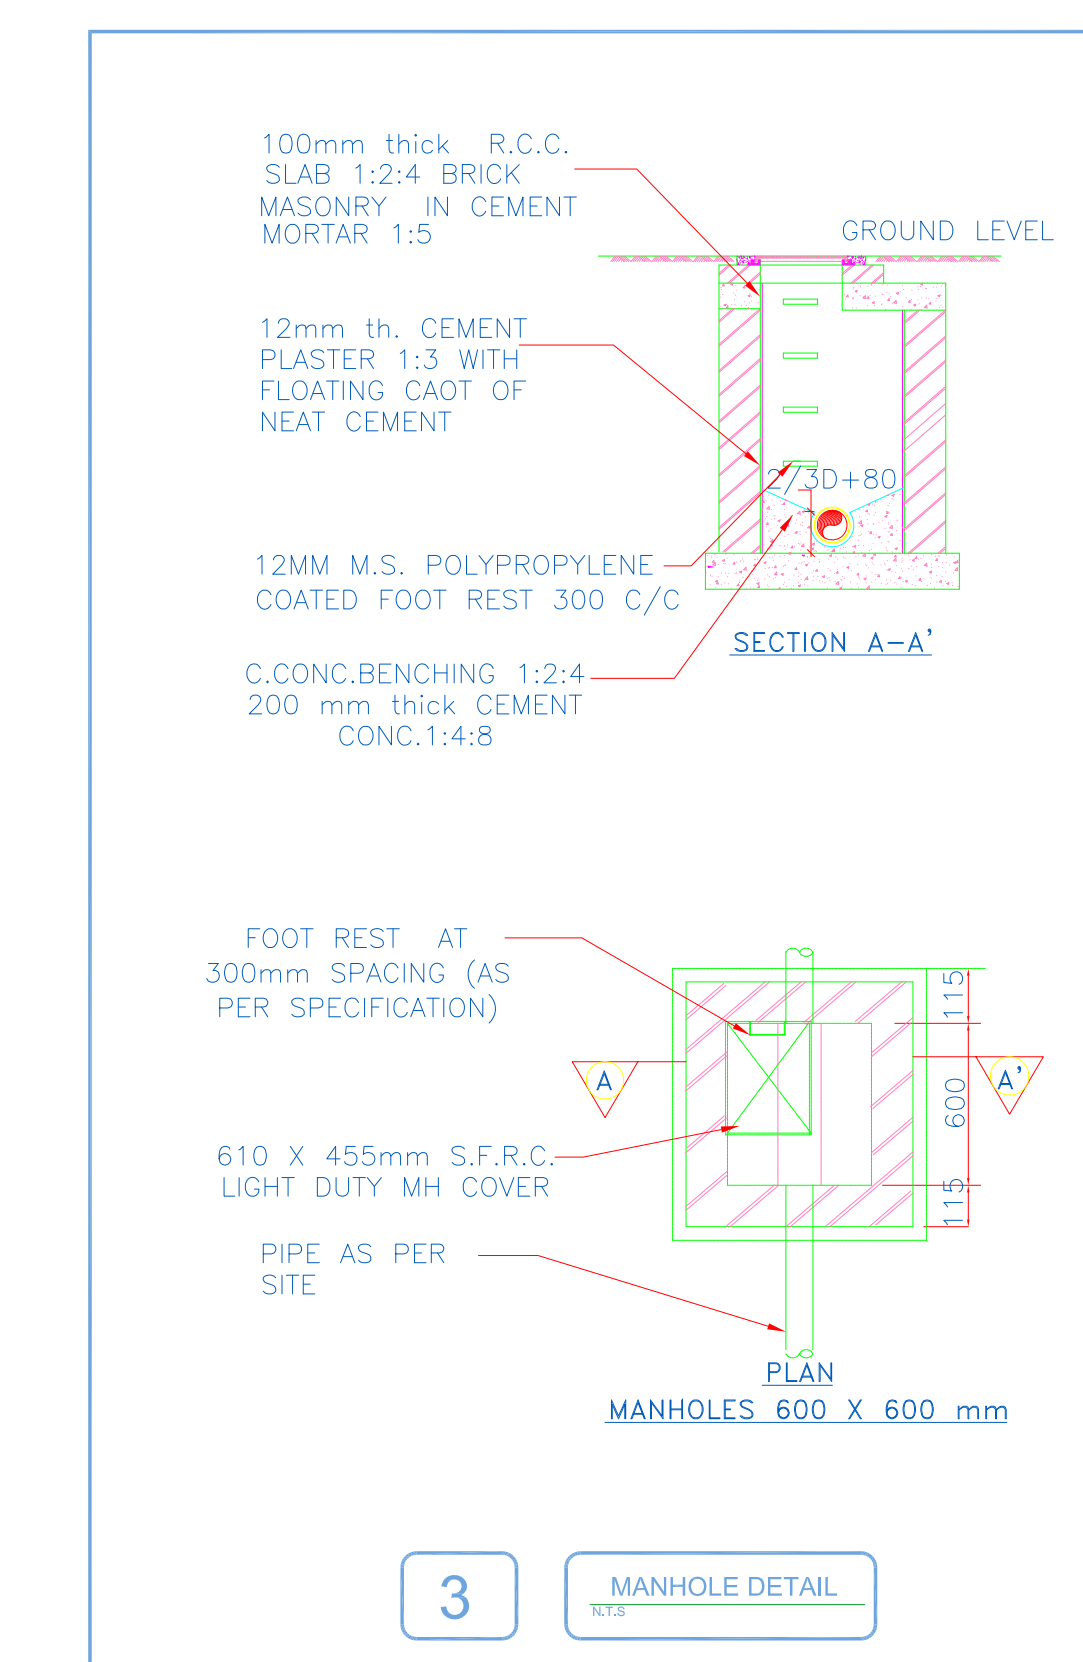 100mm thick R.C.C.
SLAB 1:2:4 BRICK
MASONRY IN CEMENT
MORTAR 1:5
GROUND LEVEL
12mm th. CEMENT
PLASTER 1:3 WITH
FLOATING CAOT OF
NEAT CEMENT
2/3D+80
12MM M.S. POLYPROPYLENE
COATED FOOT REST 300 C/C
SECTION A-A'
C.CONC.BENCHING 1:2:4
200 mm thick CEMENT
CONC.1:4:8
FOOT REST AT
300mm SPACING (AS
PER SPECIFICATION)
115
A
A'
600
610 X 455mm S.F.R.C.
LIGHT DUTY MH COVER
115
PIPE AS PER
SITE
PLAN
MANHOLES 600 X 600 mm
3
MANHOLE DETAIL
N.T.S